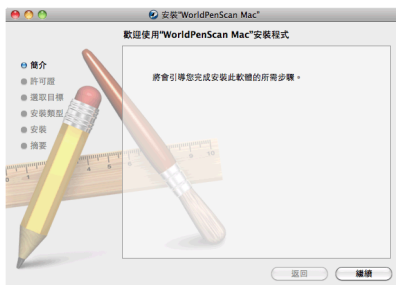 安裝"WorldPenScan Mac"
歡迎使用"WorldPenScan Mac"安裝程式
簡介
許可證
選取目標
安裝類型
安裝
摘要
將會引導您完成安裝此軟體的所需步驟。
返回
繼續